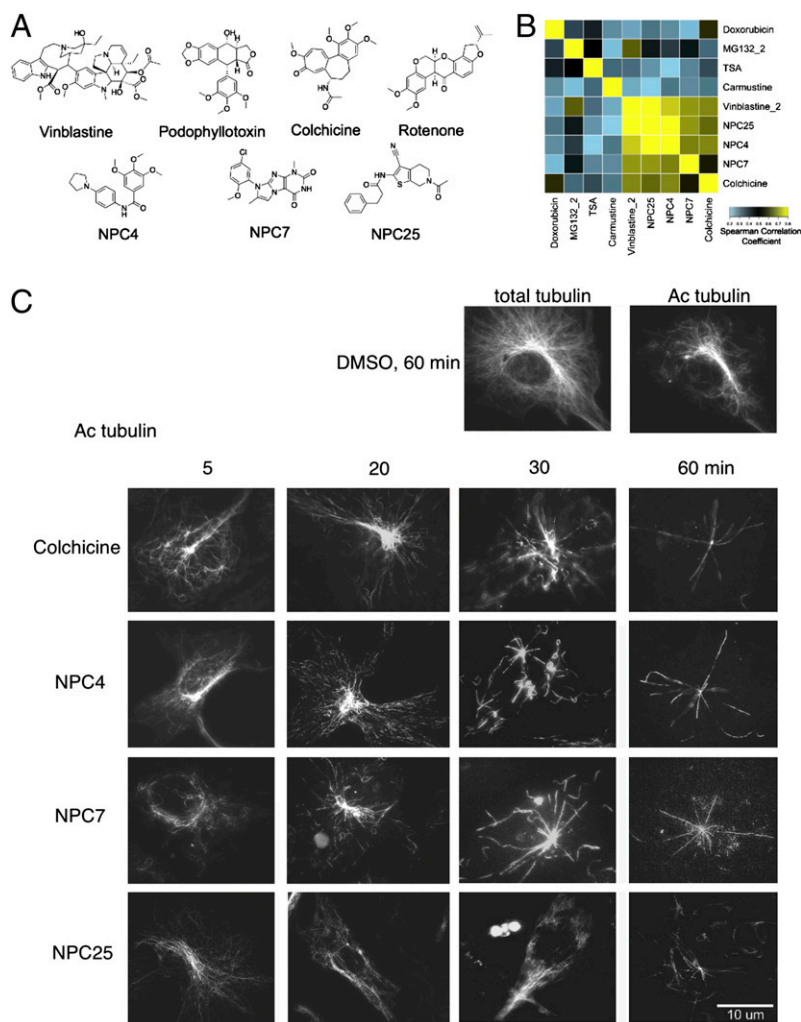 A
B
Vinblastine
Podophyllotoxin
Colchicine
Rotenone
NPC4
NPC7
NPC25
Doxorubicin
MG132_2
TSA
Carmustine
Vinblastine_2
NPC25
NPC4
NPC7
Colchicine
Doxorubicin
MG132_2
TSA
Carmustine
Vinblastine_2
NPC25
NPC4
NPC7
Colchicine
Spearman Correlation
Coefficient
C
total tubulin
Ac tubulin
DMSO, 60 min
Ac tubulin
5
20
30
60 min
Colchicine
NPC4
NPC7
NPC25
10 um